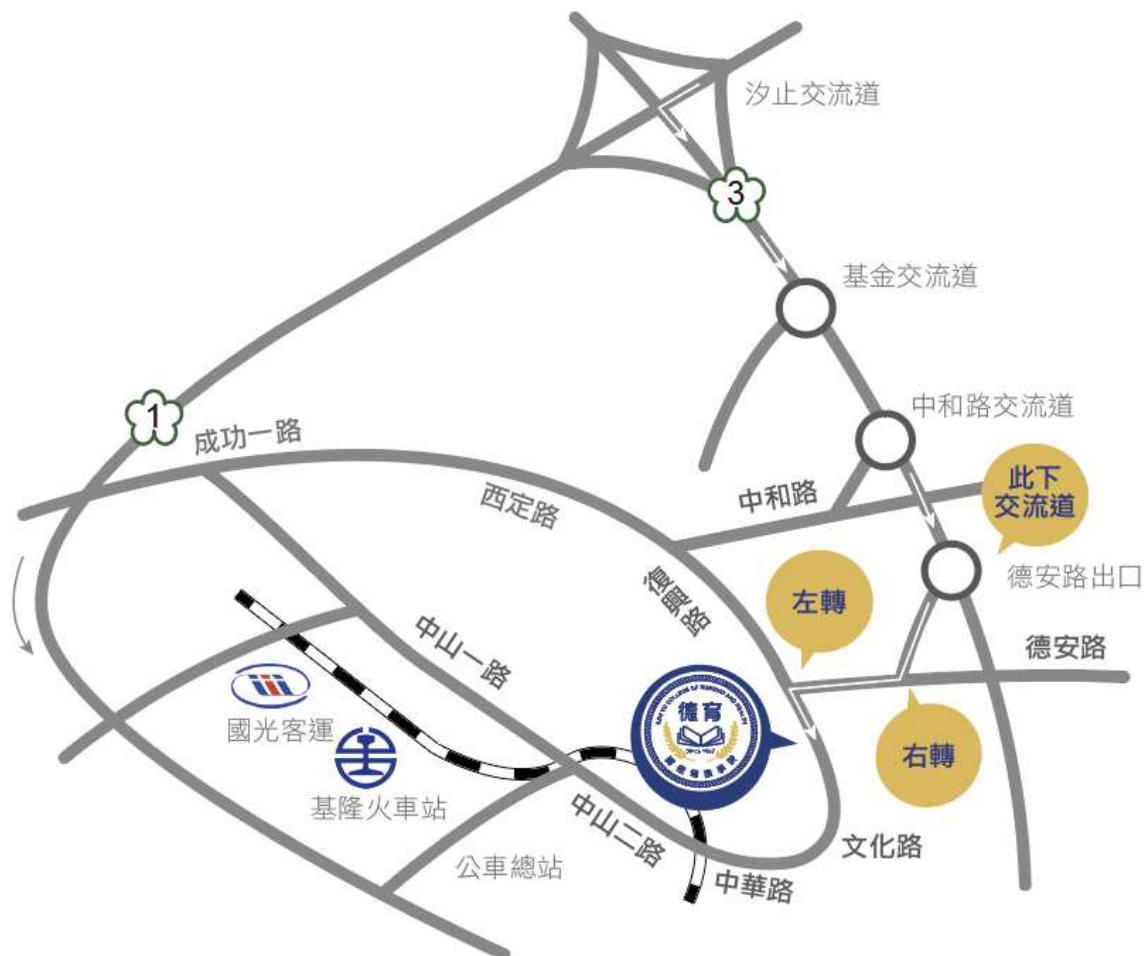 汐止交流道
3
基金交流道
1
成功一路
中和路交流道
西定路
中和路
此下
交流道
復興路
左轉
德安路出口
中山一路
德安路
國光客運
德育
右轉
基隆火車站
中山二路
文化路
公車總站
中華路